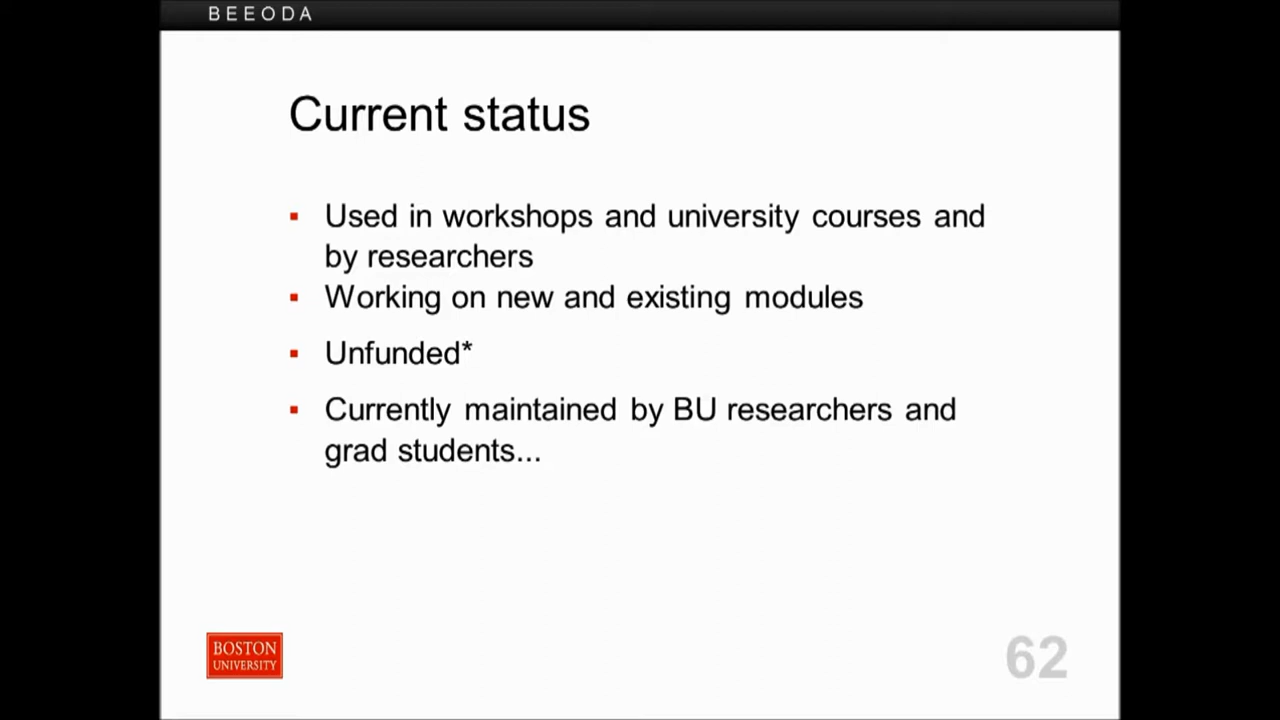 BEEODA
Current status
▪ Used in workshops and university courses and
by researchers
▪ Working on new and existing modules
▪ Unfunded*
▪ Currently maintained by BU researchers and
grad students...
BOSTON
UNIVERSITY
62